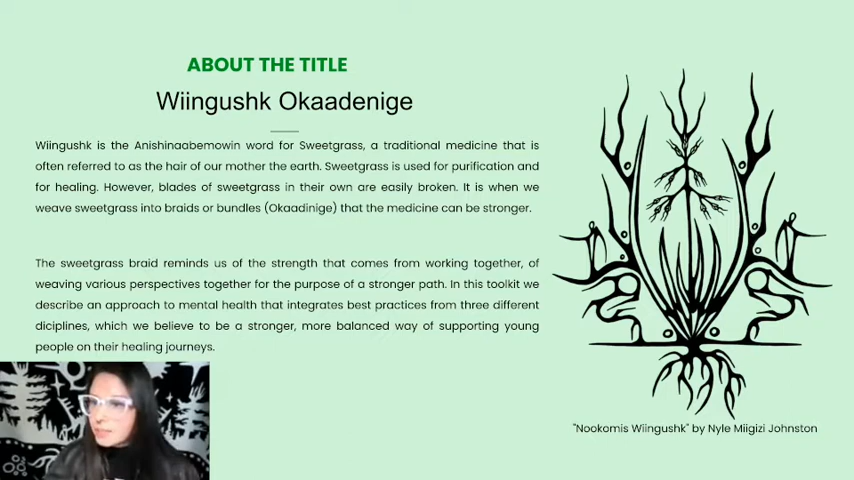 ABOUT THE TITLE
Wiingushk Okaadenige
Wiingushk is the Anishinaabemowin word for Sweetgrass, a traditional medicine that is
often referred to as the hair of our mother the earth. Sweetgrass is used for purification and
for healing. However, blades of sweetgrass in their own are easily broken. It is when we
weave sweetgrass into braids or bundles (Okaadinige) that the medicine can be stronger.
The sweetgrass braid reminds us of the strength that comes from working together, of
weaving various perspectives together for the purpose of a stronger path. In this toolkit we
describe an approach to mental health that integrates best practices from three different
diciplines, which we believe to be a stronger, more balanced way of supporting young
people on their healing journeys.
"Nookomis Wiingushk" by Nyle Miigizi Johnston